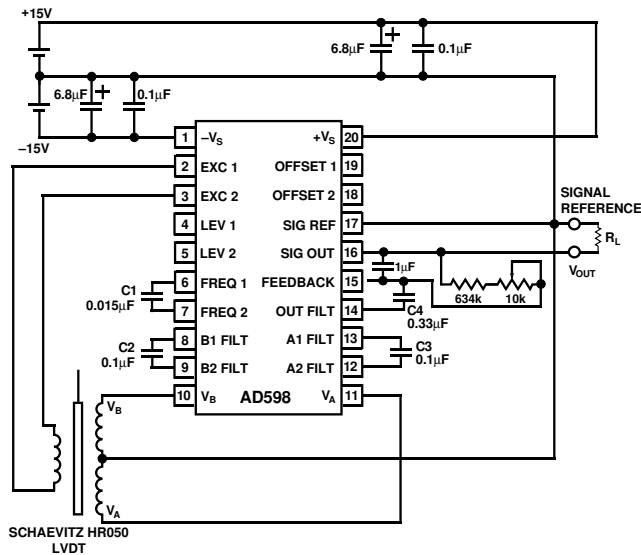 +15V
6.8µF
0.1µF
6.8µF
0.1µF
–15V
1 –VS
+VS 20
2 EXC 1
OFFSET 1 19
3 EXC 2
OFFSET 2 18
4 LEV 1
SIG REF 17
5 LEV 2
SIG OUT 16
6 FREQ 1
FEEDBACK 15
7 FREQ 2
OUT FILT 14
8 B1 FILT
A1 FILT 13
9 B2 FILT
A2 FILT 12
10 VB
VA 11
AD598
SIGNAL
REFERENCE
RL
VOUT
1µF
634k
10k
C1
0.015µF
C4
0.33µF
C2
0.1µF
C3
0.1µF
VB
VA
SCHAEVITZ HR050
LVDT